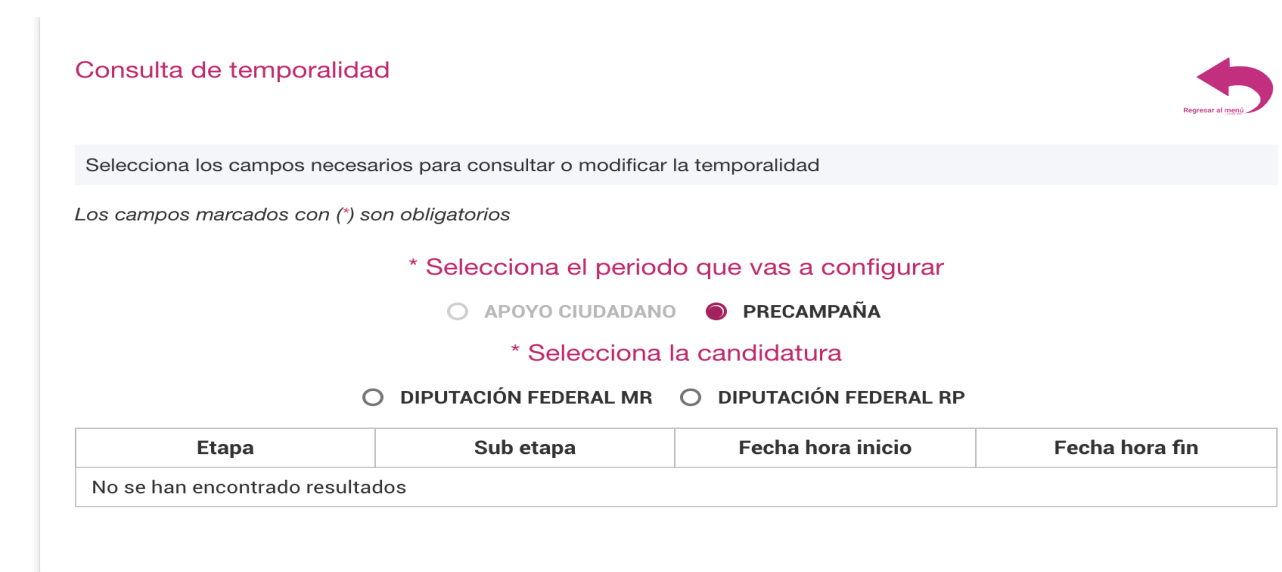 Consulta de temporalidad
Regresar al menú
Selecciona los campos necesarios para consultar o modificar la temporalidad
Los campos marcados con (*) son obligatorios
* Selecciona el periodo que vas a configurar
APOYO CIUDADANO PRECAMPAÑA
* Selecciona la candidatura
DIPUTACIÓN FEDERAL MR DIPUTACIÓN FEDERAL RP
Etapa Sub etapa Fecha hora inicio Fecha hora fin
No se han encontrado resultados